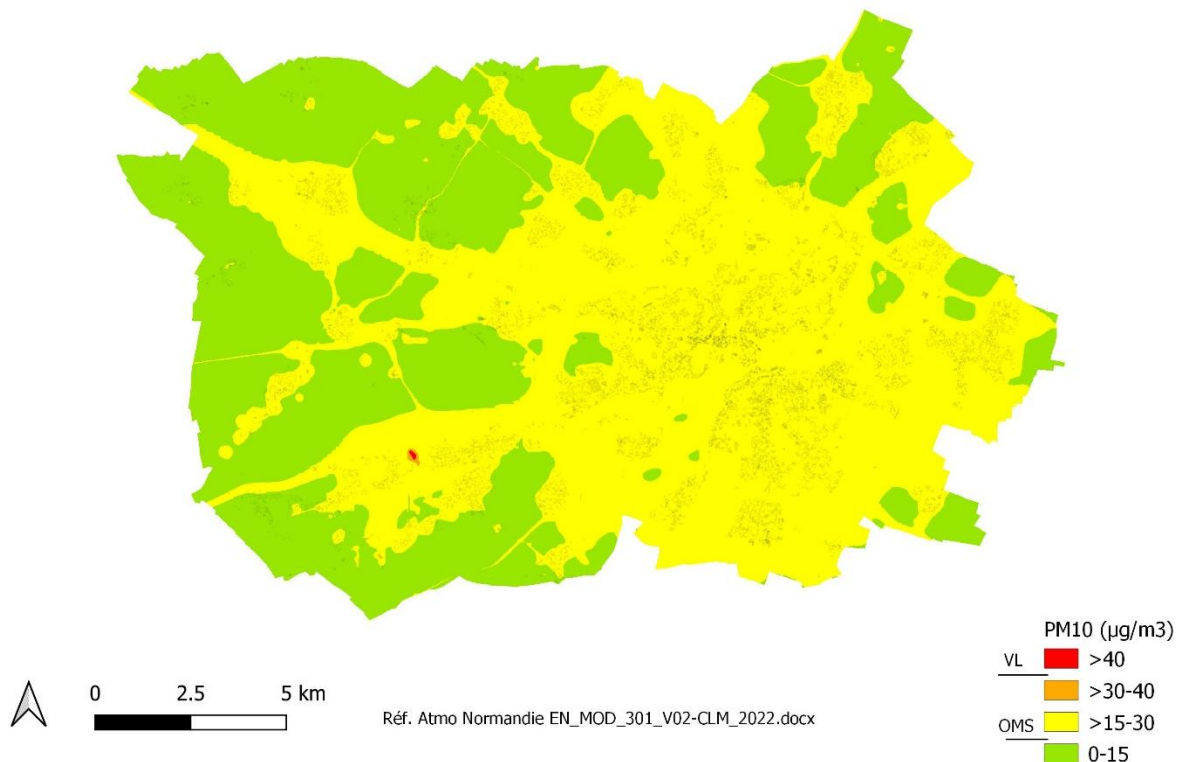 PM10 (µg/m3)
VL
>40
>30-40
OMS
>15-30
0-15
0 2.5 5 km
Réf. Atmo Normandie EN_MOD_301_V02-CLM_2022.docx